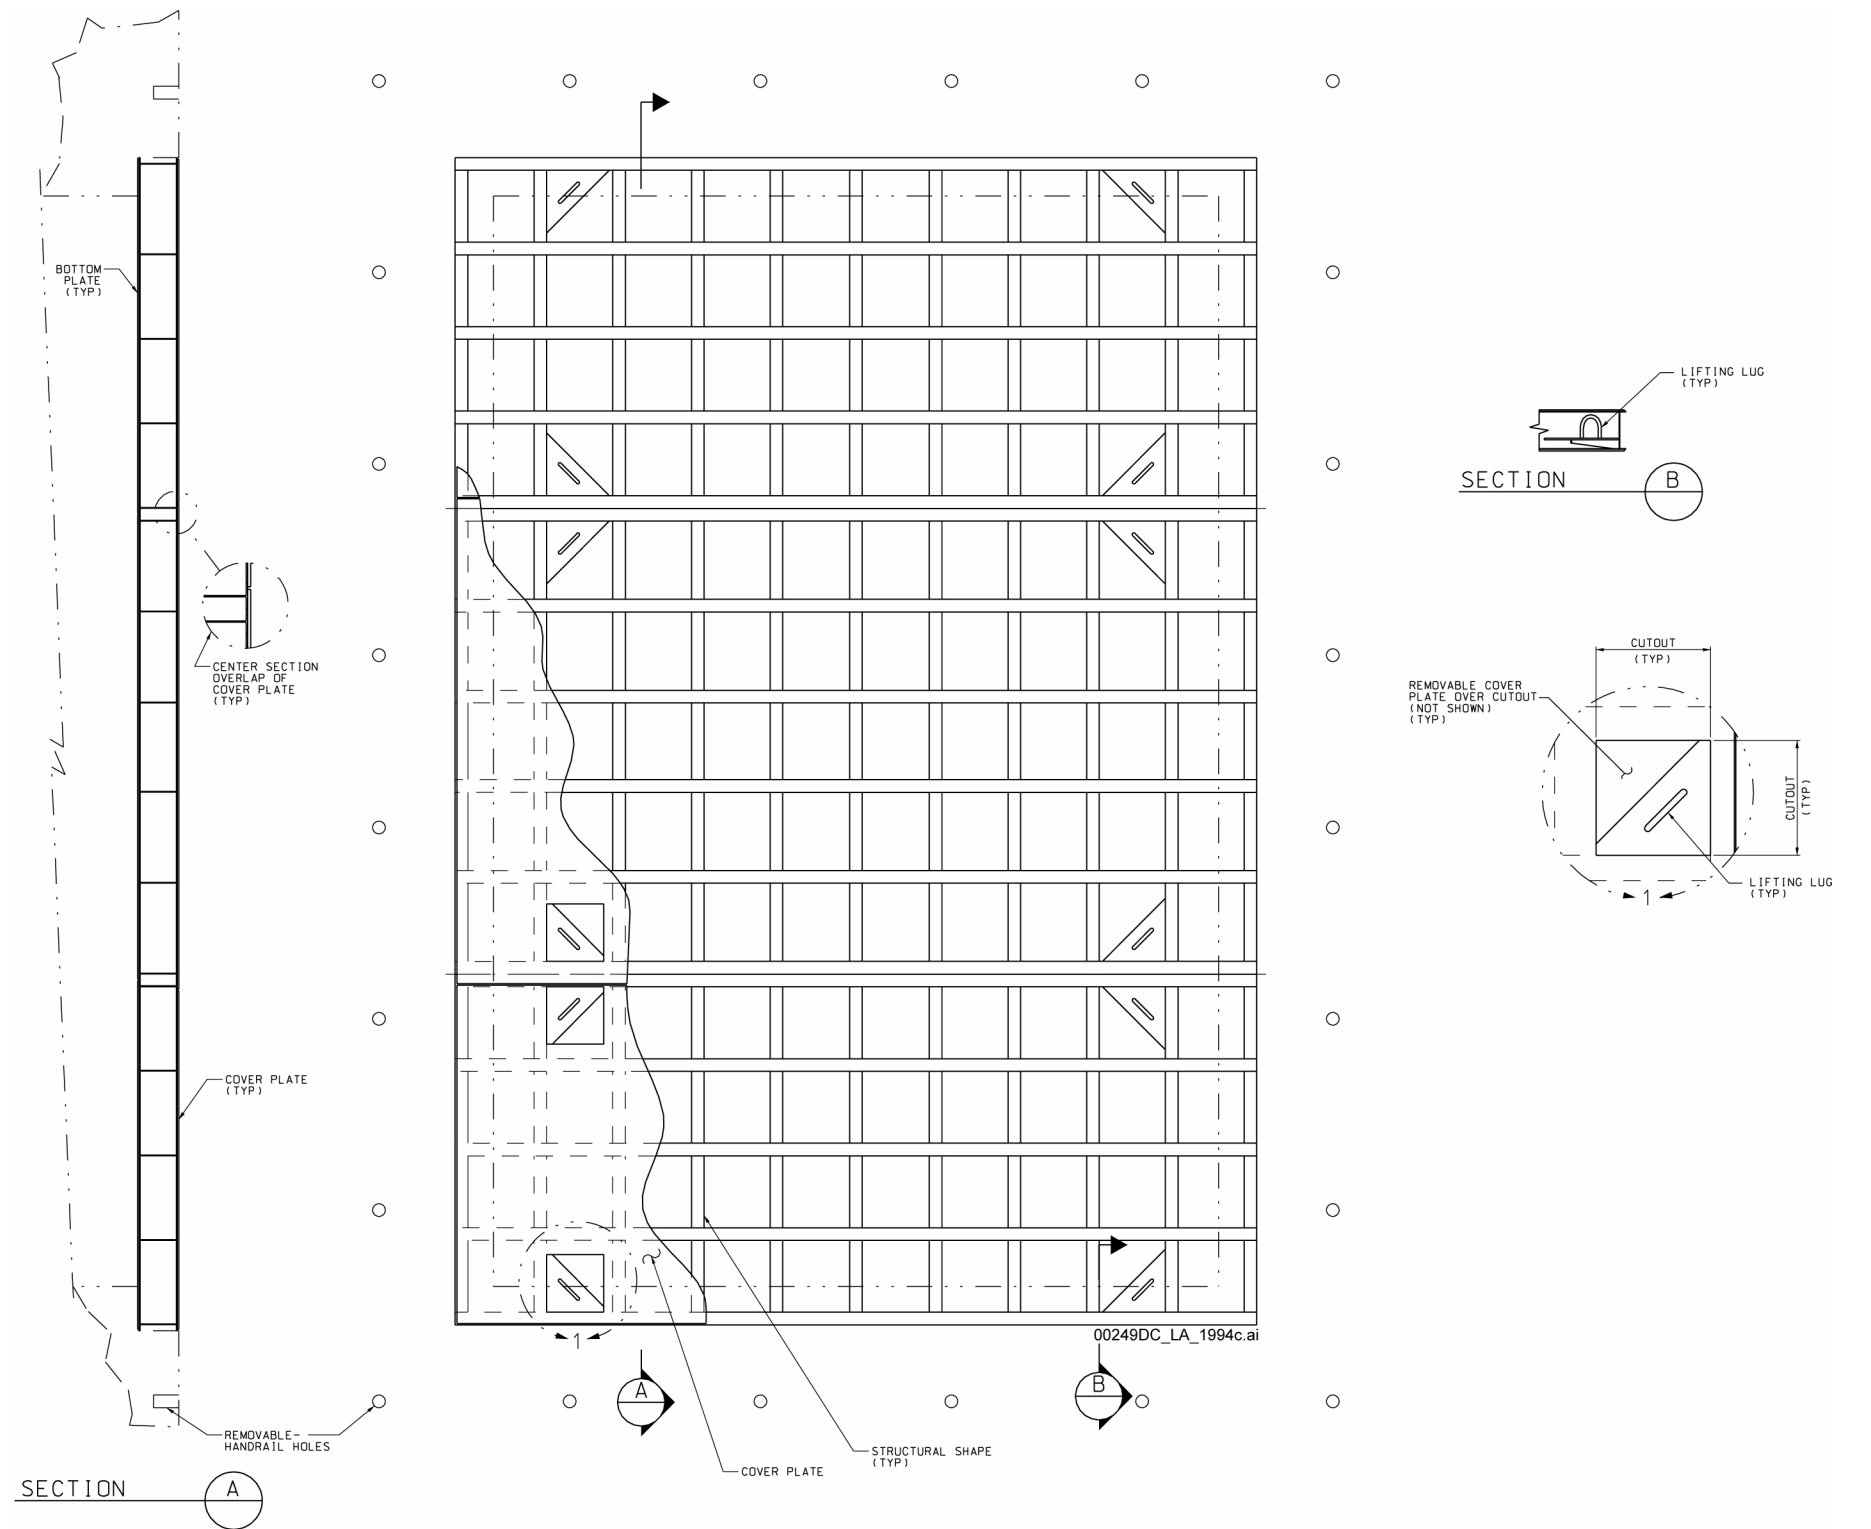 BOTTOM
PLATE
(TYP)
LIFTING LUG
(TYP)
SECTION
B
CENTER SECTION
OVERLAP OF
COVER PLATE
(TYP)
CUTOUT
(TYP)
REMOVABLE COVER
PLATE OVER CUTOUT
(NOT SHOWN)
(TYP)
CUTOUT
(TYP)
LIFTING LUG
(TYP)
1
COVER PLATE
(TYP)
1
00249DC_LA_1994c.ai
A
B
REMOVABLE-
HANDRAIL HOLES
STRUCTURAL SHAPE
(TYP)
COVER PLATE
SECTION
A